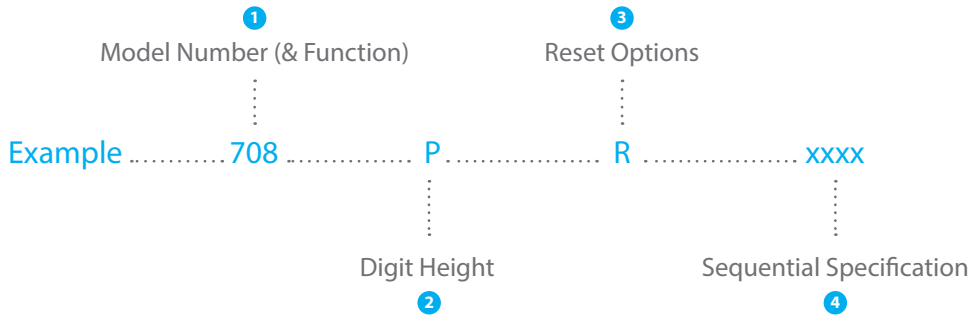 1 3
Model Number (& Function) Reset Options
Example 708 P R xxxx
Digit Height Sequential Specification
2 4